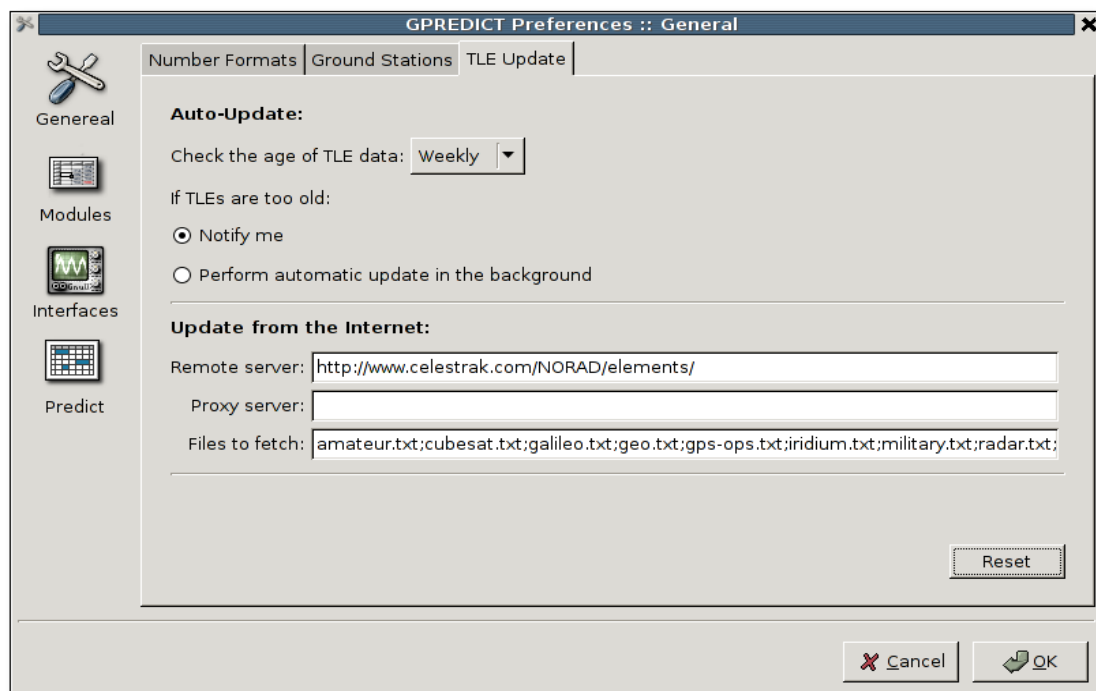 GPREDICT Preferences :: General
Number Formats Ground Stations TLE Update
Genereal
Auto-Update:
Check the age of TLE data: Weekly
If TLEs are too old:
Modules
Notify me
Perform automatic update in the background
Gnull
Interfaces
Update from the Internet:
Remote server: http://www.celestrak.com/NORAD/elements/
Proxy server:
Predict
Files to fetch: amateur.txt;cubesat.txt;galileo.txt;geo.txt;gps-ops.txt;iridium.txt;military.txt;radar.txt;
Reset
Cancel OK